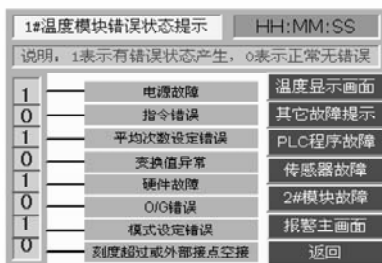 1#温度模块错误状态提示 HH:MM:SS
说明，1表示有错误状态产生，0表示正常无错误
1 电源故障 温度显示画面
0 指令错误 其它故障提示
1 平均次数设定错误 PLC程序故障
0 变换值异常 传感器故障
1 硬件故障 2#模块故障
0 O/G错误
1 模式设定错误 报警主画面
0 刻度超过或外部接点空接 返回